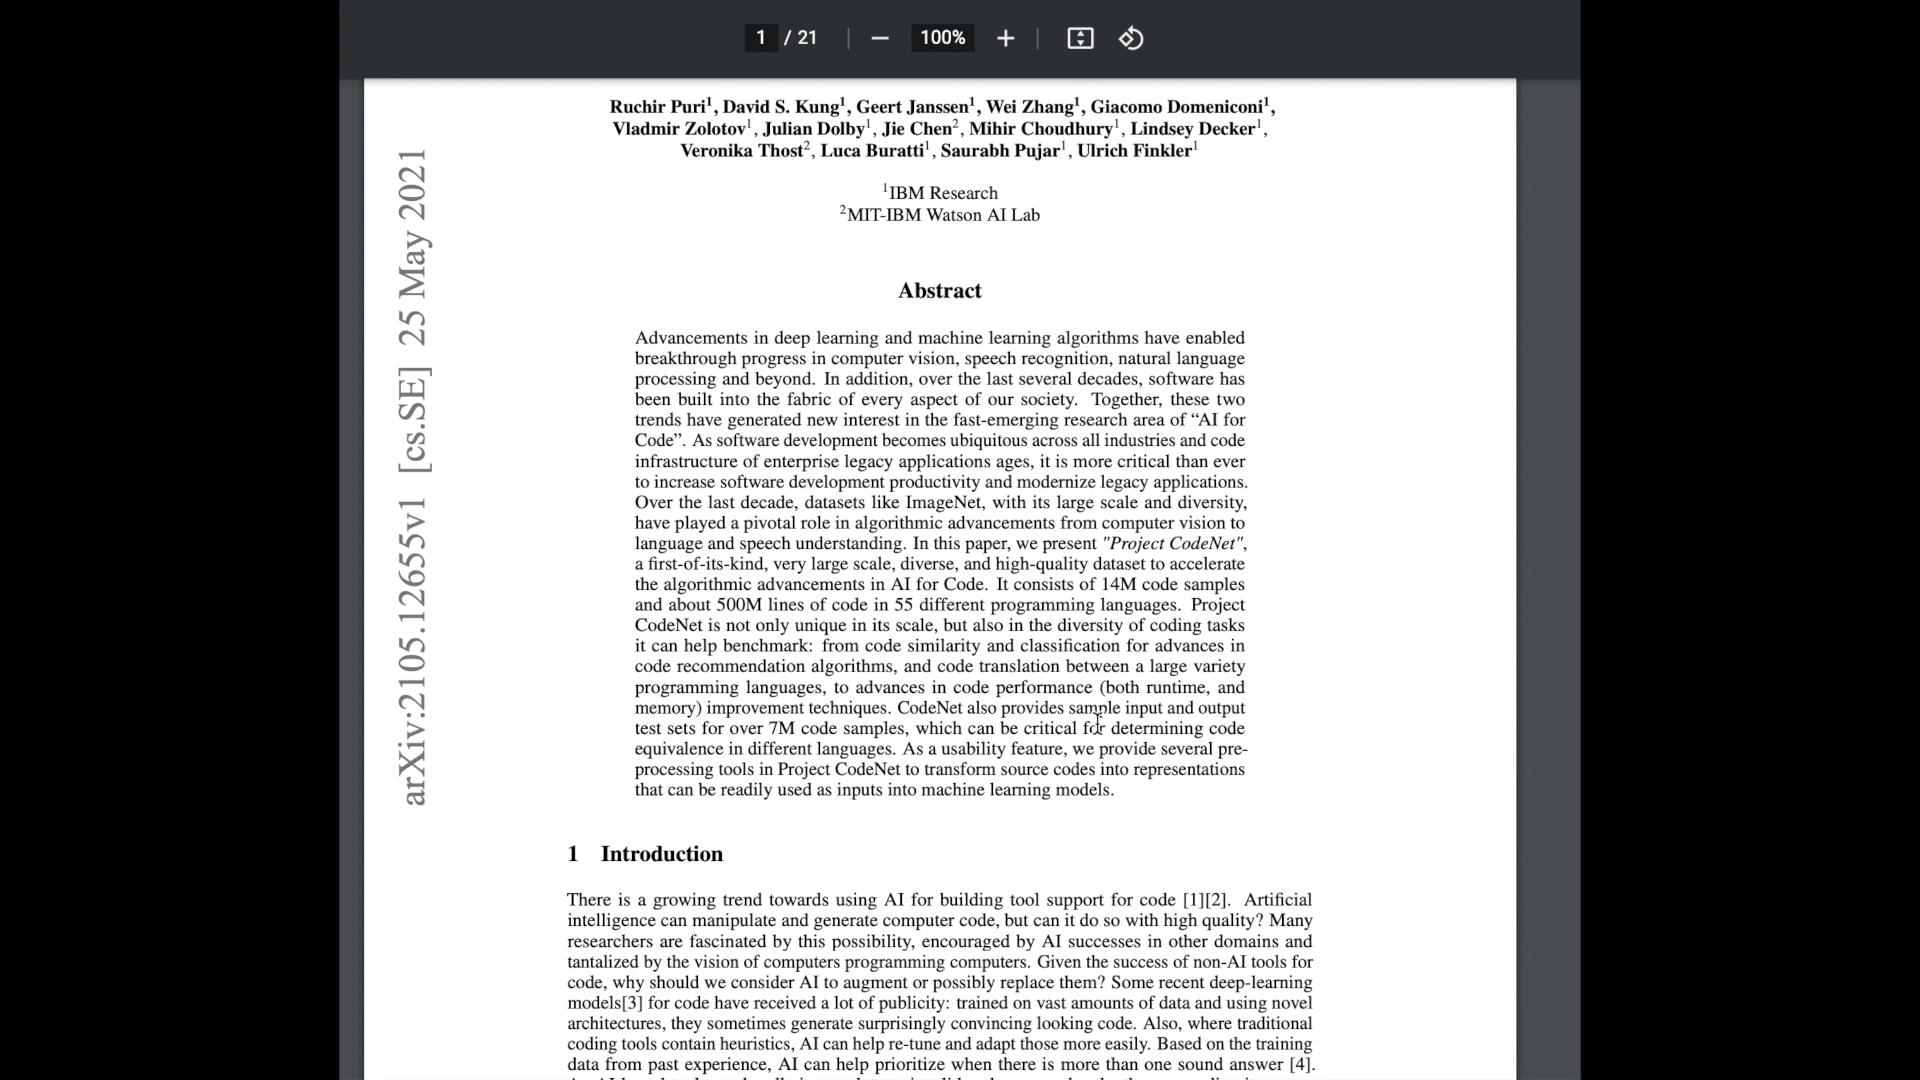 1 / 21 100%
Ruchir Puri1, David S. Kung1, Geert Janssen1, Wei Zhang1, Giacomo Domeniconi1,
Vladmir Zolotov1, Julian Dolby1, Jie Chen2, Mihir Choudhury1, Lindsey Decker1,
Veronika Thost2, Luca Buratti1, Saurabh Pujar1, Ulrich Finkler1
1IBM Research
2MIT-IBM Watson AI Lab
arXiv:2105.12655v1 [cs.SE] 25 May 2021
Abstract
Advancements in deep learning and machine learning algorithms have enabled
breakthrough progress in computer vision, speech recognition, natural language
processing and beyond. In addition, over the last several decades, software has
been built into the fabric of every aspect of our society. Together, these two
trends have generated new interest in the fast-emerging research area of “AI for
Code”. As software development becomes ubiquitous across all industries and code
infrastructure of enterprise legacy applications ages, it is more critical than ever
to increase software development productivity and modernize legacy applications.
Over the last decade, datasets like ImageNet, with its large scale and diversity,
have played a pivotal role in algorithmic advancements from computer vision to
language and speech understanding. In this paper, we present "Project CodeNet",
a first-of-its-kind, very large scale, diverse, and high-quality dataset to accelerate
the algorithmic advancements in AI for Code. It consists of 14M code samples
and about 500M lines of code in 55 different programming languages. Project
CodeNet is not only unique in its scale, but also in the diversity of coding tasks
it can help benchmark: from code similarity and classification for advances in
code recommendation algorithms, and code translation between a large variety
programming languages, to advances in code performance (both runtime, and
memory) improvement techniques. CodeNet also provides sample input and output
test sets for over 7M code samples, which can be critical for determining code
equivalence in different languages. As a usability feature, we provide several pre-
processing tools in Project CodeNet to transform source codes into representations
that can be readily used as inputs into machine learning models.
1 Introduction
There is a growing trend towards using AI for building tool support for code [1][2]. Artificial
intelligence can manipulate and generate computer code, but can it do so with high quality? Many
researchers are fascinated by this possibility, encouraged by AI successes in other domains and
tantalized by the vision of computers programming computers. Given the success of non-AI tools for
code, why should we consider AI to augment or possibly replace them? Some recent deep-learning
models[3] for code have received a lot of publicity: trained on vast amounts of data and using novel
architectures, they sometimes generate surprisingly convincing looking code. Also, where traditional
coding tools contain heuristics, AI can help re-tune and adapt those more easily. Based on the training
data from past experience, AI can help prioritize when there is more than one sound answer [4].